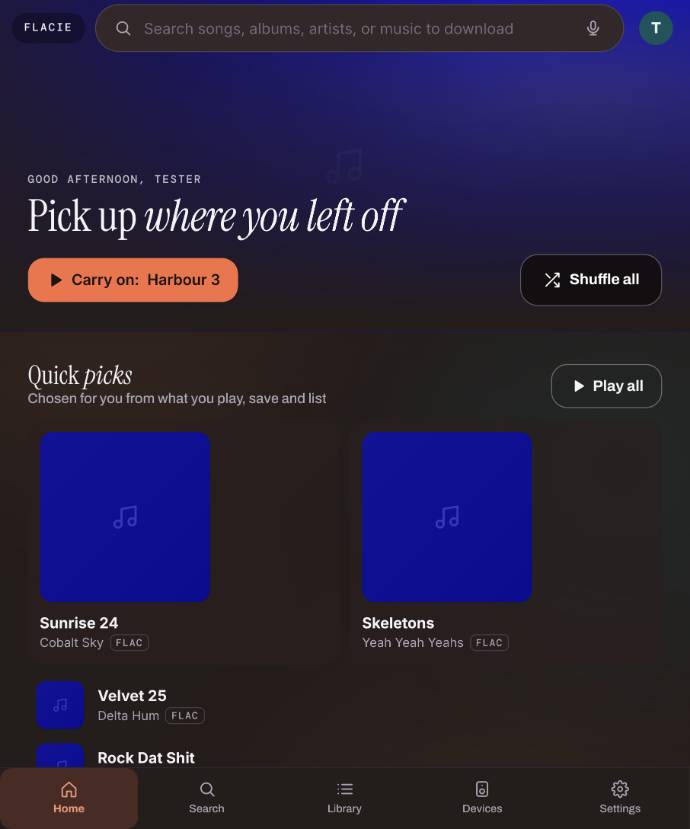 FLACIE
Search songs, albums, artists, or music to download
T
GOOD AFTERNOON, TESTER
Pick up where you left off
Carry on: Harbour 3
Shuffle all
Quick picks
Chosen for you from what you play, save and list
Play all
Sunrise 24
Cobalt Sky FLAC
Skeletons
Yeah Yeah Yeahs FLAC
Velvet 25
Delta Hum FLAC
Rock Dat Shit
Home
Search
Library
Devices
Settings